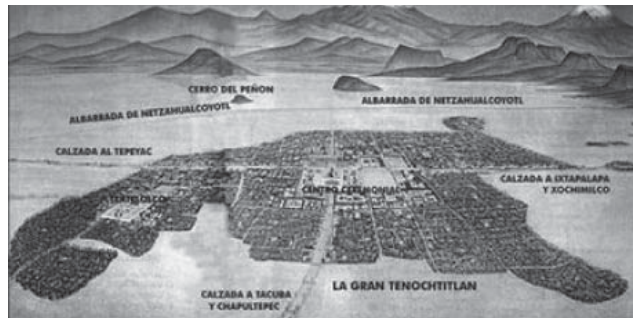 CERRO DEL PEÑON
ALBARRADA DE NETZAHUALCOYOTL
ALBARRADA DE NETZAHUALCOYOTL
CALZADA AL TEPEYAC
CALZADA A IXTAPALAPA
Y XOCHIMILCO
TLATELOLCO
CENTRO CEREMONIAL
LA GRAN TENOCHTITLAN
CALZADA A TACUBA
Y CHAPULTEPEC